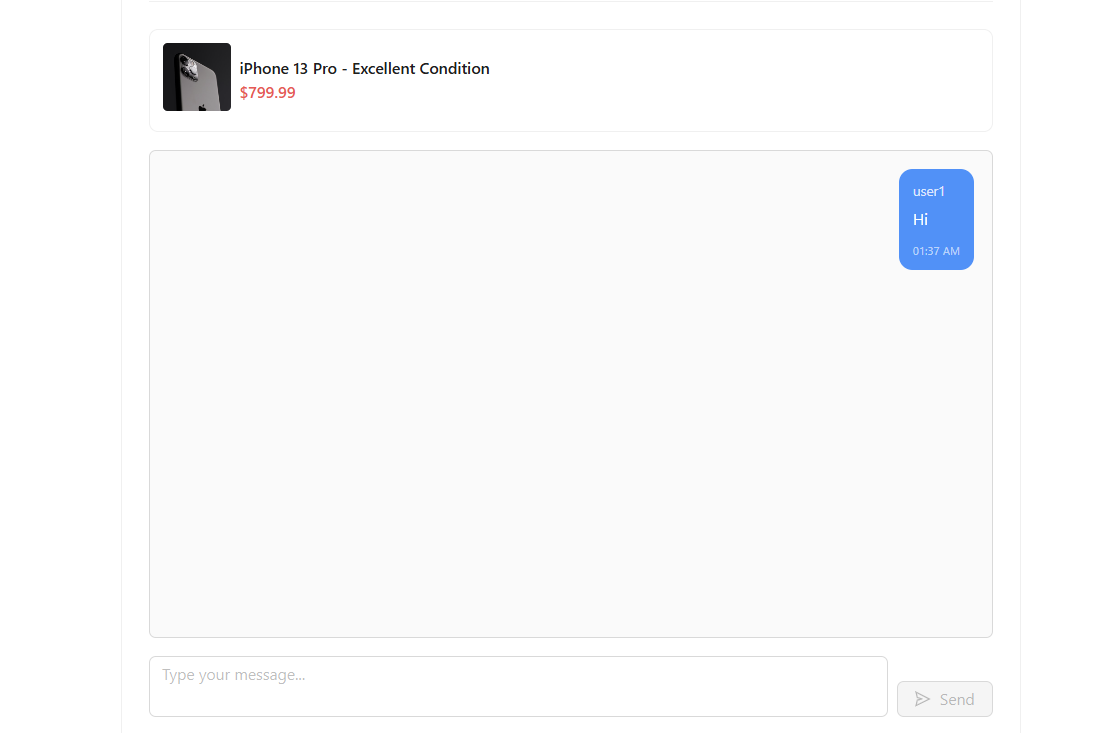 iPhone 13 Pro - Excellent Condition
$799.99
user1
Hi
01:37 AM
Type your message...
Send